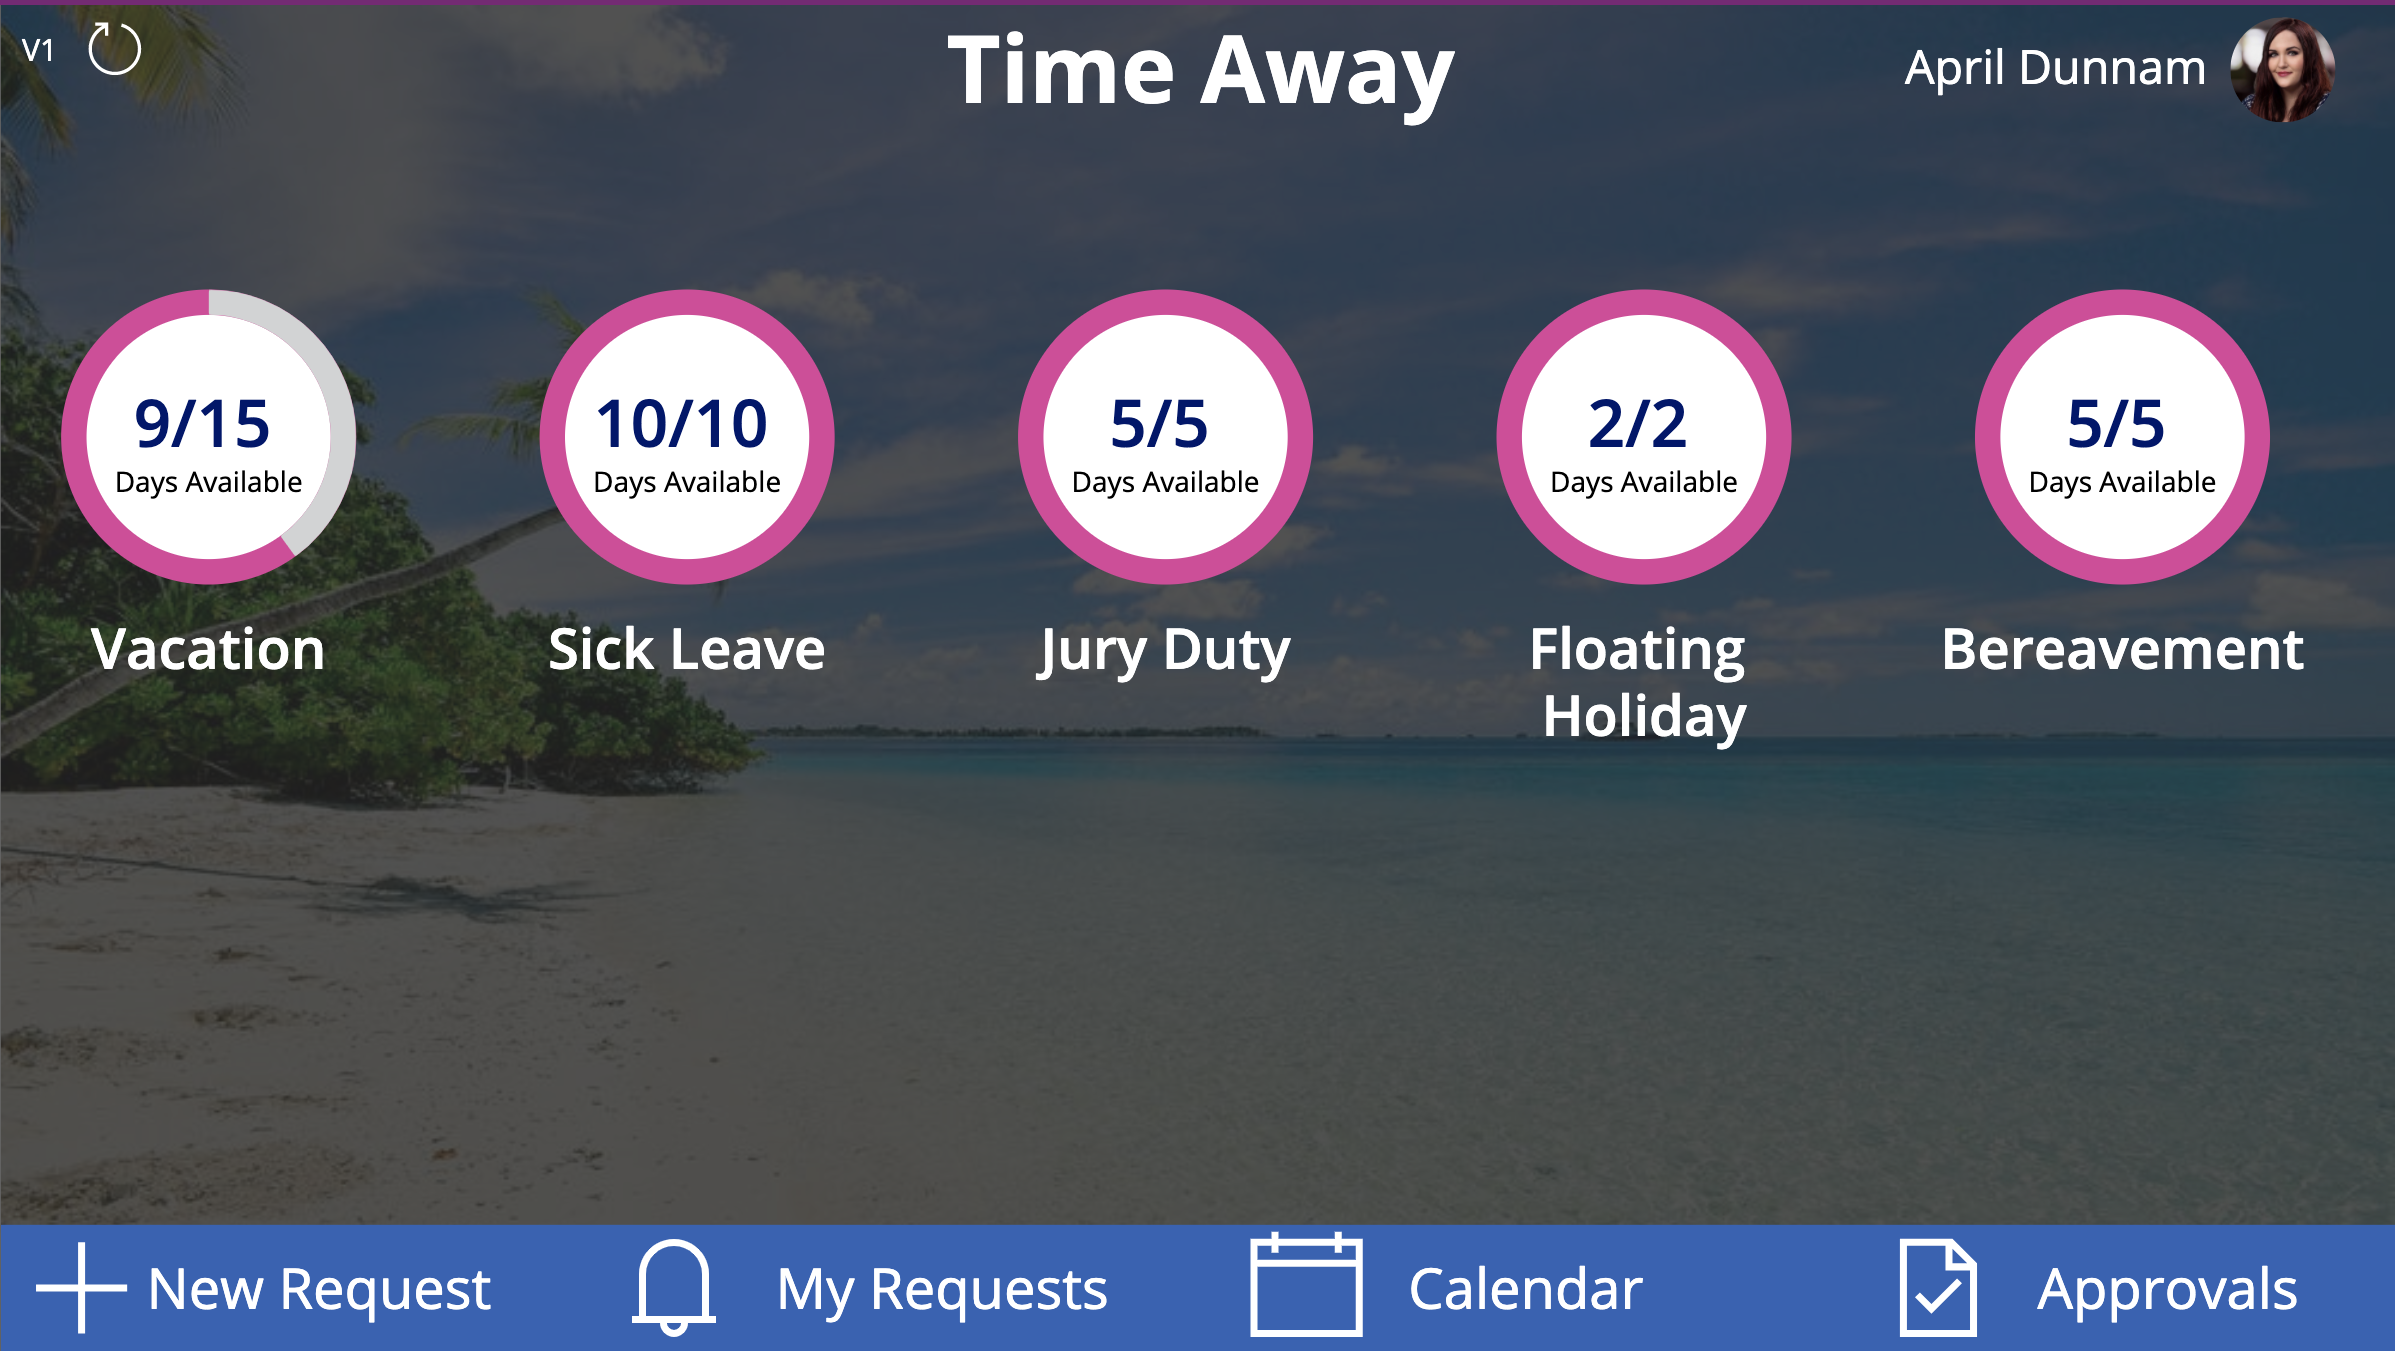 V1
Time Away
April Dunnam
9/15
Days Available
10/10
Days Available
5/5
Days Available
2/2
Days Available
5/5
Days Available
Vacation
Sick Leave
Jury Duty
Floating
Holiday
Bereavement
New Request
My Requests
Calendar
Approvals